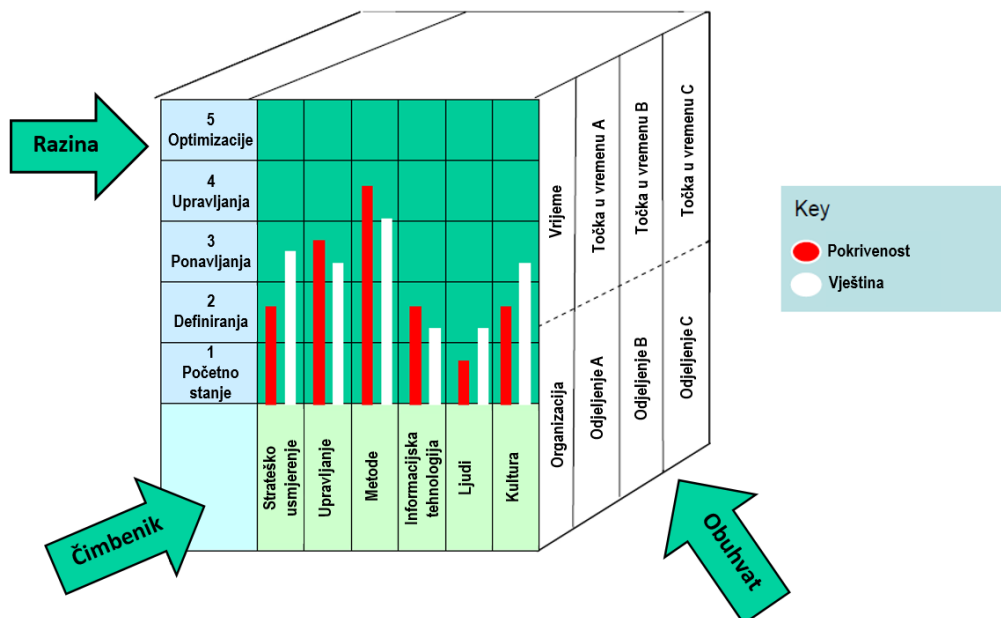 Razina
5
Optimizacije
4
Upravljanja
3
Ponavljanja
2
Definiranja
1
Početno
stanje
Čimbenik
Strateško
usmjerenje
Upravljanje
Metode
Informacijska
tehnologija
Ljudi
Kultura
Vrijeme
Organizacija
Točka u vremenu A
Točka u vremenu B
Točka u vremenu C
Odjeljenje A
Odjeljenje B
Odjeljenje C
Obuhvat
Key
Pokrivenost
Vještina